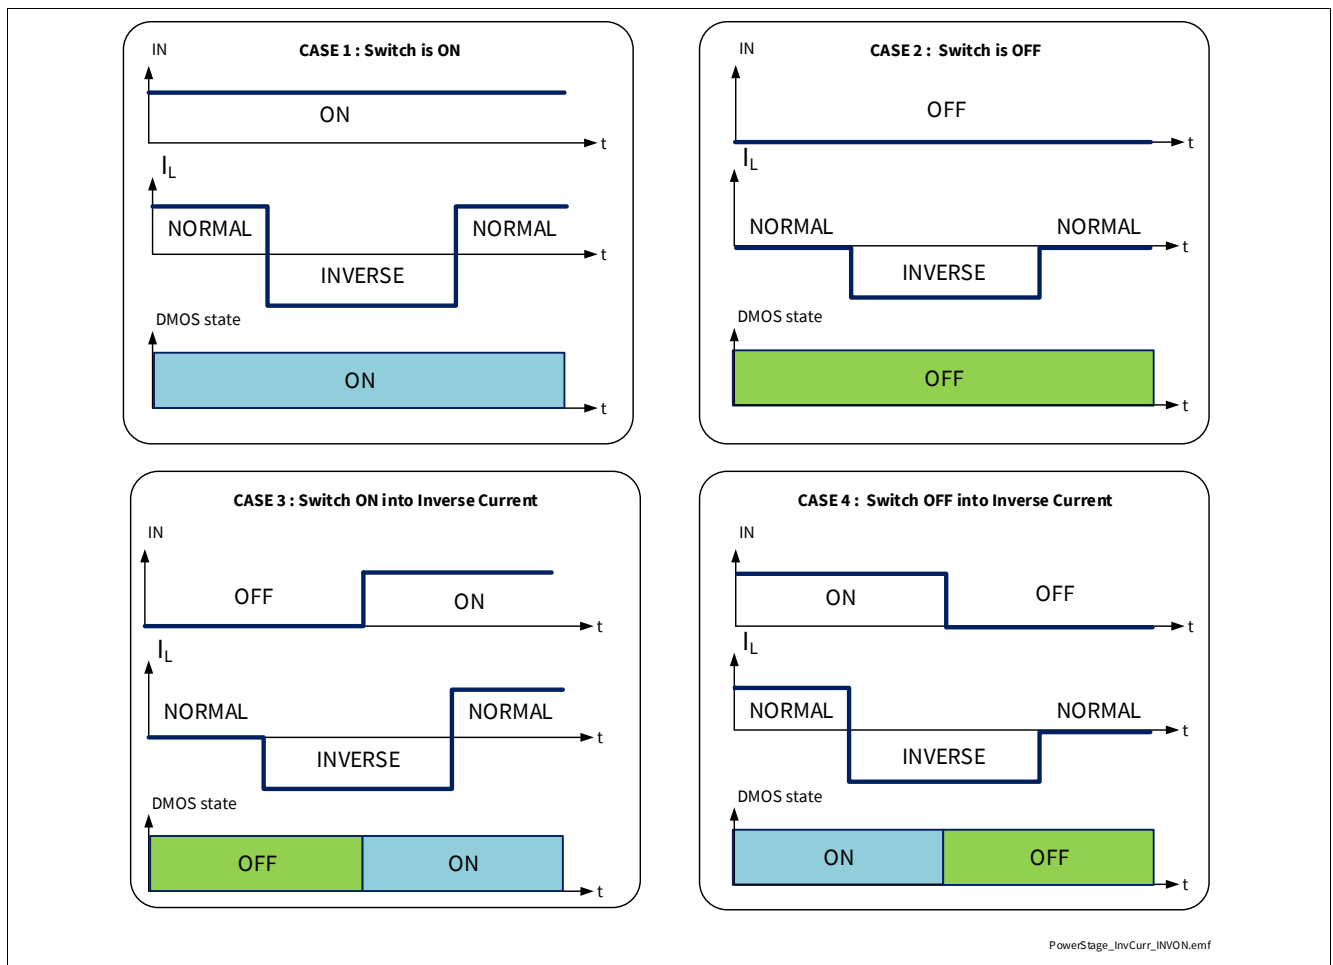 CASE 1 : Switch is ON
IN
ON
t
IL
NORMAL
NORMAL
INVERSE
t
DMOS state
ON
t
CASE 2 : Switch is OFF
IN
OFF
t
IL
NORMAL
NORMAL
INVERSE
t
DMOS state
OFF
t
CASE 3 : Switch ON into Inverse Current
IN
OFF
ON
t
IL
NORMAL
NORMAL
INVERSE
t
DMOS state
OFF
ON
t
CASE 4 : Switch OFF into Inverse Current
IN
ON
OFF
t
IL
NORMAL
NORMAL
INVERSE
t
DMOS state
ON
OFF
t
PowerStage_InvCurr_INVON.emf